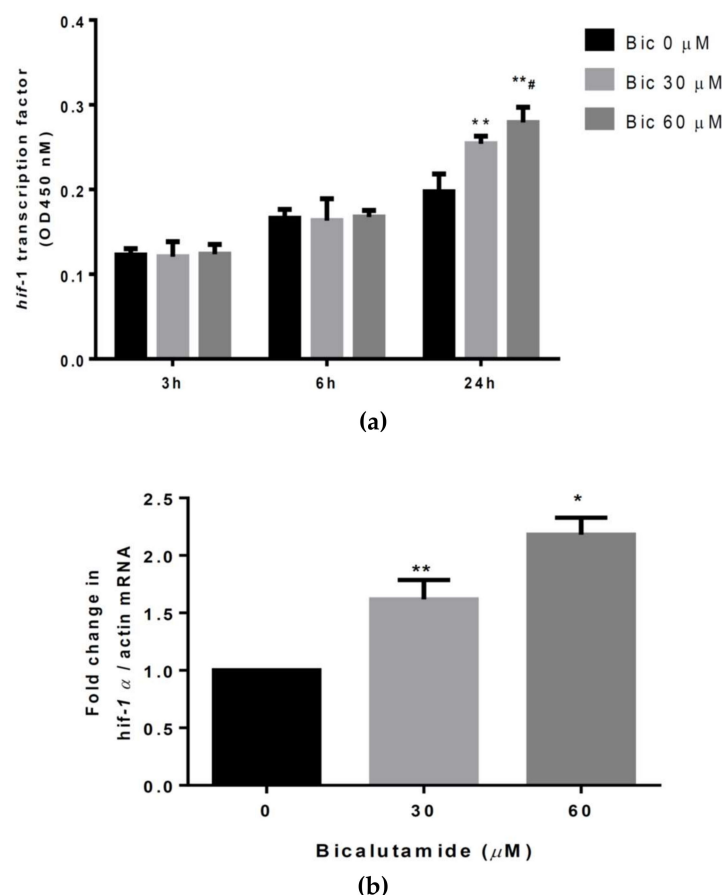 0.4
0.3
0.2
0.1
0.0
hif-1 transcription factor
(OD450 nM)
**
**#
3h
6h
24h
Bic 0 μM
Bic 30 μM
Bic 60 μM
(a)
2.5
2.0
1.5
1.0
0.5
0.0
Fold change in
hif-1 α / actin mRNA
**
*
0
30
60
Bicalutamide (μM)
(b)